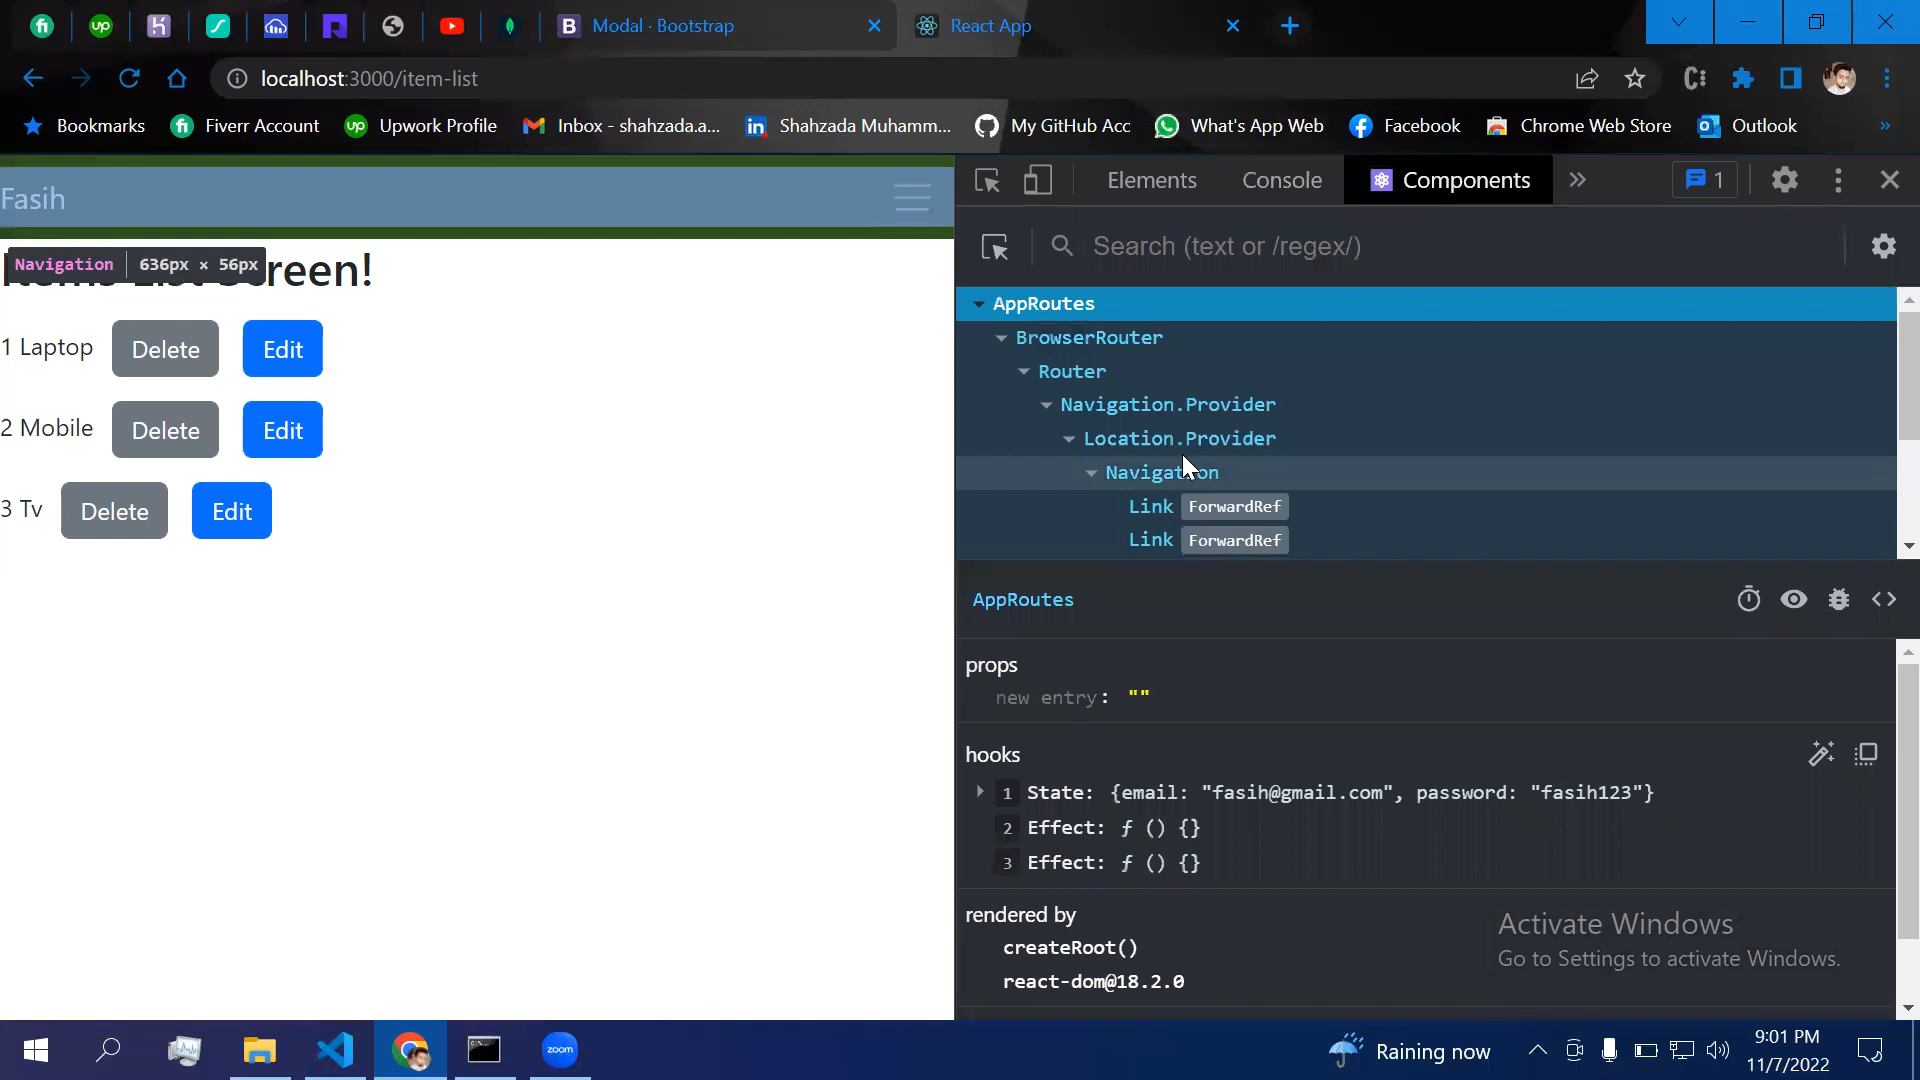 Modal · Bootstrap
React App
localhost:3000/item-list
Bookmarks
Fiverr Account
Upwork Profile
Inbox - shahzada.a...
Shahzada Muhamm...
My GitHub Acc
What's App Web
Facebook
Chrome Web Store
Outlook
»
Fasih
Navigation 636px × 56px
Items List Screen!
1 Laptop Delete Edit
2 Mobile Delete Edit
3 Tv Delete Edit
Elements Console Components » 1
Search (text or /regex/)
AppRoutes
BrowserRouter
Router
Navigation.Provider
Location.Provider
Navigation
Link ForwardRef
Link ForwardRef
AppRoutes
props
new entry: ""
hooks
1 State: {email: "fasih@gmail.com", password: "fasih123"}
2 Effect: ƒ () {}
3 Effect: ƒ () {}
rendered by
createRoot()
react-dom@18.2.0
Activate Windows
Go to Settings to activate Windows.
zoom
Raining now
9:01 PM
11/7/2022